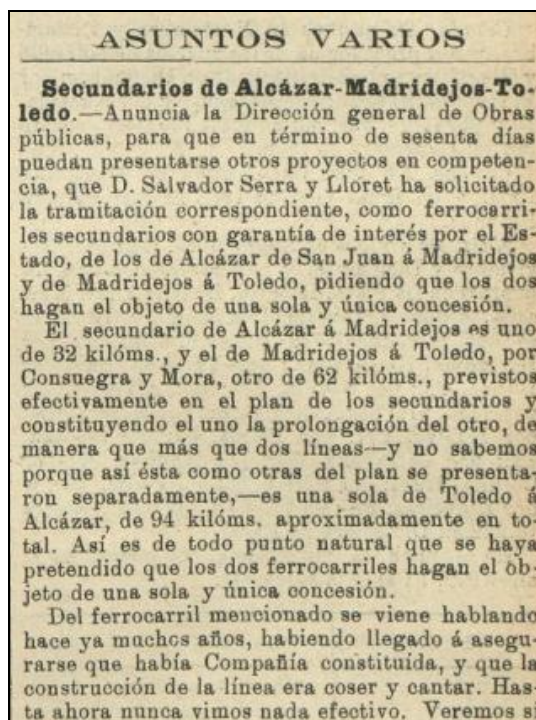 ASUNTOS VARIOS
Secundarios de Alcázar-Madridejos-To-
ledo.—Anuncia la Dirección general de Obras
públicas, para que en término de sesenta días
puedan presentarse otros proyectos en competen-
cia, que D. Salvador Serra y Lloret ha solicitado
la tramitación correspondiente, como ferrocarri-
les secundarios con garantía de interés por el Es-
tado, de los de Alcázar de San Juan á Madridejos
y de Madridejos á Toledo, pidiendo que los dos
hagan el objeto de una sola y única concesión.
El secundario de Alcázar á Madridejos es uno
de 32 kilóms., y el de Madridejos á Toledo, por
Consuegra y Mora, otro de 62 kilóms., previstos
efectivamente en el plan de los secundarios y
constituyendo el uno la prolongación del otro, de
manera que más que dos líneas—y no sabemos
porque así ésta como otras del plan se presenta-
ron separadamente,—es una sola de Toledo á
Alcázar, de 94 kilóms. aproximadamente en to-
tal. Así es de todo punto natural que se haya
pretendido que los dos ferrocarriles hagan el ob-
jeto de una sola y única concesión.
Del ferrocarril mencionado se viene hablando
hace ya muchos años, habiendo llegado á asegu-
rarse que había Compañía constituída, y que la
construcción de la línea era coser y cantar. Has-
ta ahora nunca vimos nada efectivo. Veremos si